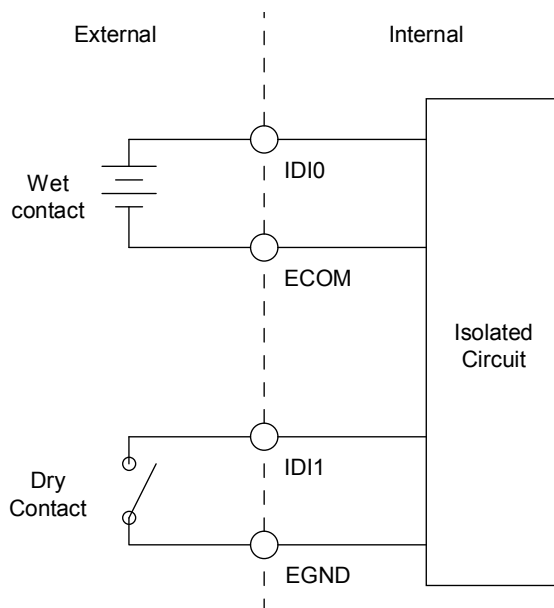 External
Internal
IDI0
Wet
contact
ECOM
Isolated
Circuit
IDI1
Dry
Contact
EGND